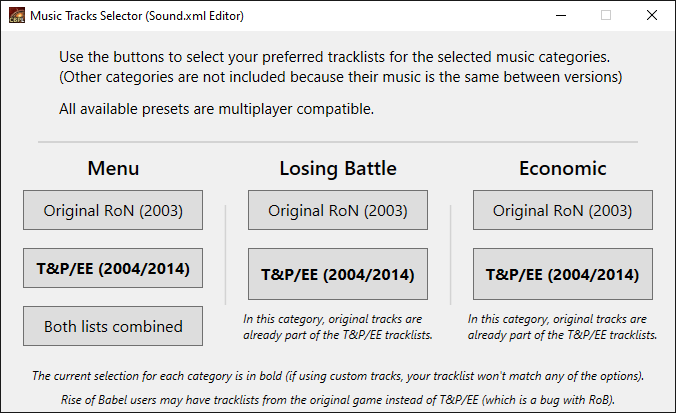 Music Tracks Selector (Sound.xml Editor)
Use the buttons to select your preferred tracklists for the selected music categories.
(Other categories are not included because their music is the same between versions)
All available presets are multiplayer compatible.
Menu
Losing Battle
Economic
Original RoN (2003)
Original RoN (2003)
Original RoN (2003)
T&P/EE (2004/2014)
T&P/EE (2004/2014)
T&P/EE (2004/2014)
Both lists combined
In this category, original tracks are
already part of the T&P/EE tracklists.
In this category, original tracks are
already part of the T&P/EE tracklists.
The current selection for each category is in bold (if using custom tracks, your tracklist won't match any of the options).
Rise of Babel users may have tracklists from the original game instead of T&P/EE (which is a bug with RoB).